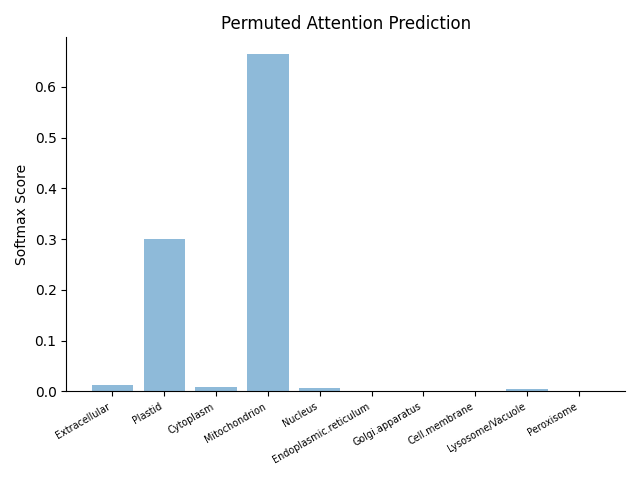 Permuted Attention Prediction
Softmax Score
0.6
0.5
0.4
0.3
0.2
0.1
0.0
Extracellular
Plastid
Cytoplasm
Mitochondrion
Nucleus
Endoplasmic.reticulum
Golgi.apparatus
Cell.membrane
Lysosome/Vacuole
Peroxisome